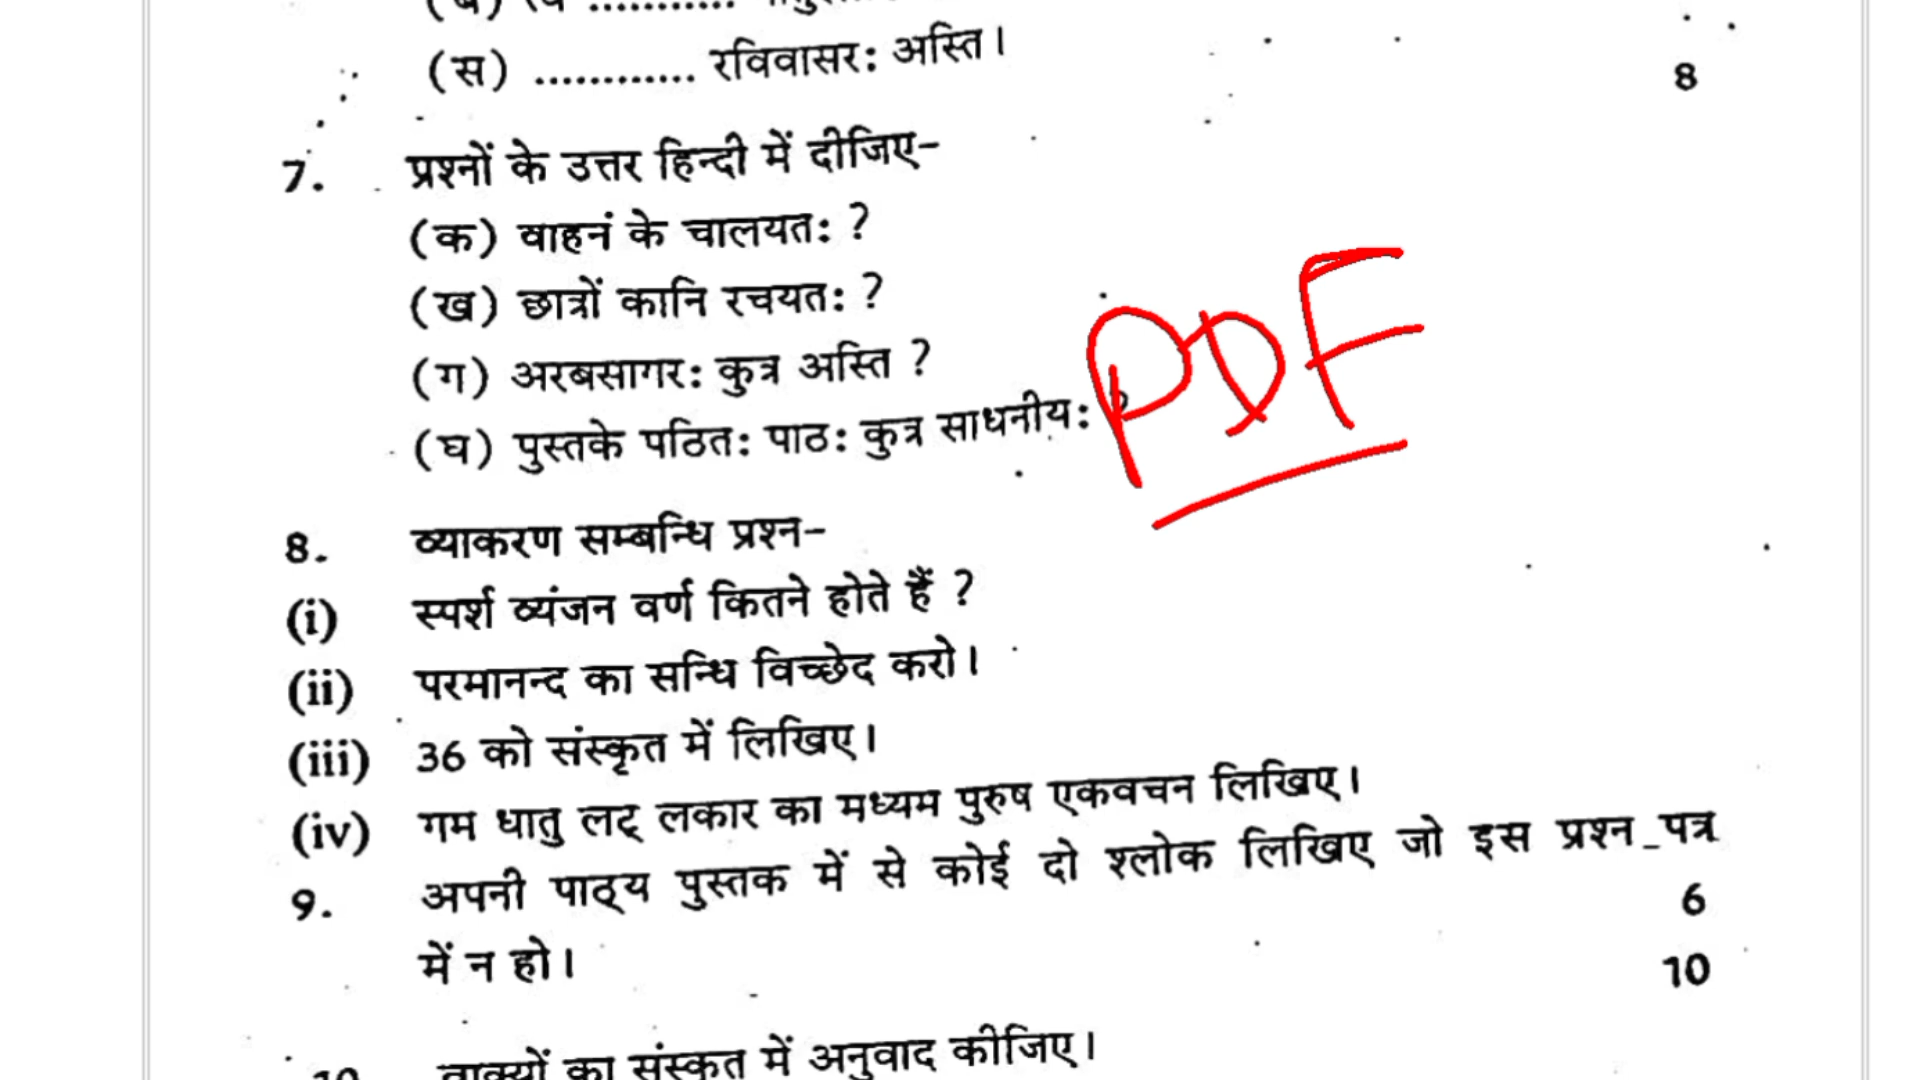 (स) ............ रविवासरः अस्ति।
8
7. प्रश्नों के उत्तर हिन्दी में दीजिए-
(क) वाहनं के चालयतः ?
(ख) छात्रों कानि रचयतः ?
(ग) अरबसागरः कुत्र अस्ति ?
(घ) पुस्तके पठितः पाठः कुत्र साधनीयः ?
PDF
8. व्याकरण सम्बन्धि प्रश्न-
(i) स्पर्श व्यंजन वर्ण कितने होते हैं ?
(ii) परमानन्द का सन्धि विच्छेद करो।
(iii) 36 को संस्कृत में लिखिए।
(iv) गम धातु लट् लकार का मध्यम पुरुष एकवचन लिखिए।
9. अपनी पाठ्य पुस्तक में से कोई दो श्लोक लिखिए जो इस प्रश्न पत्र
6
में न हो।
10
10 वाक्यों का संस्कृत में अनुवाद कीजिए।